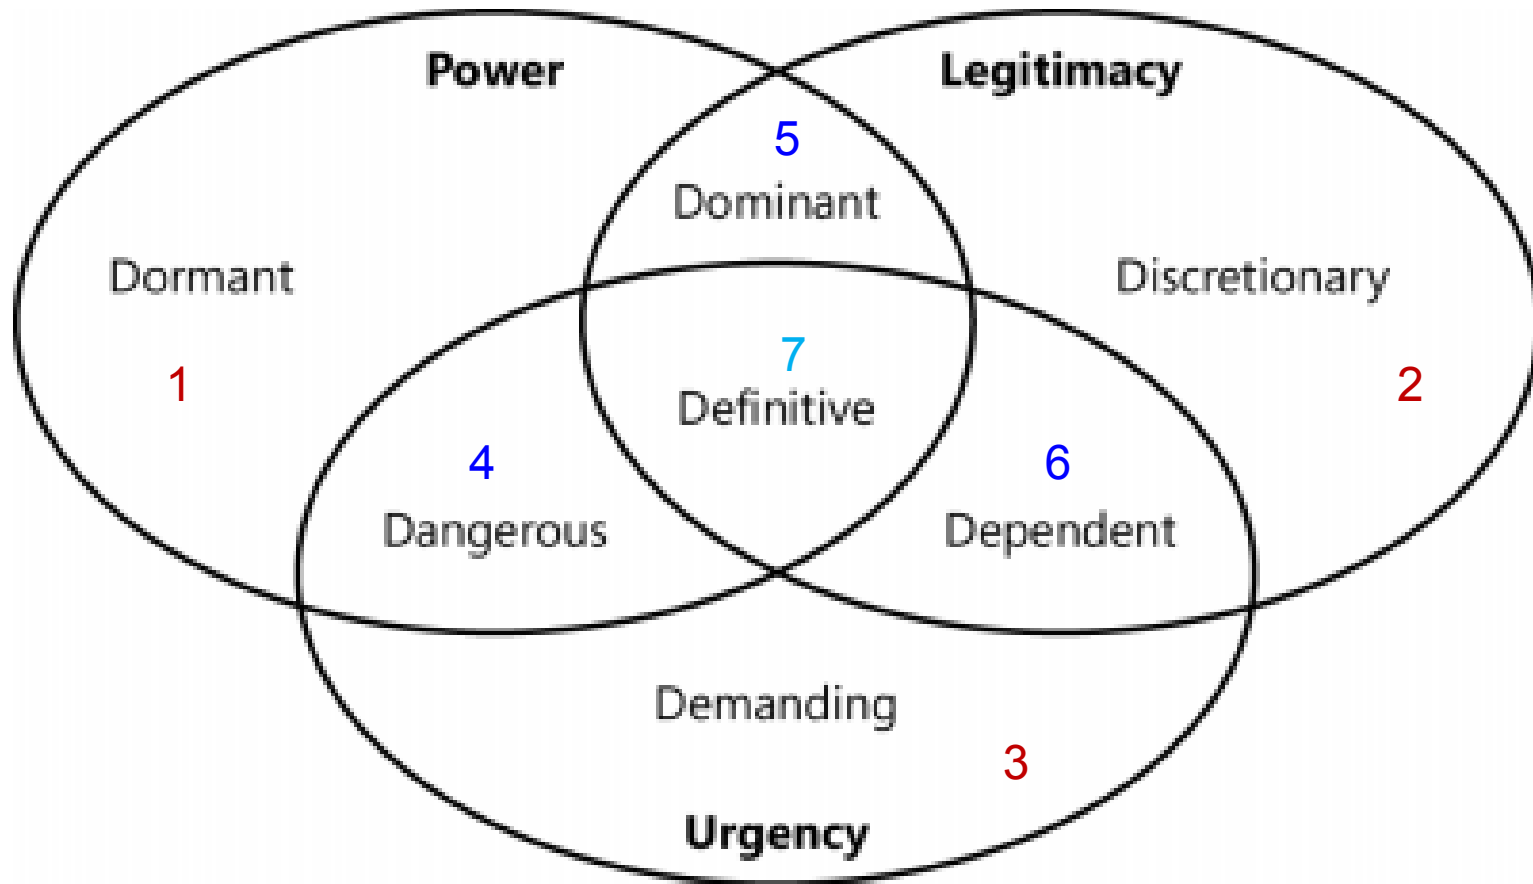 Power
Legitimacy
5
Dominant
Dormant
Discretionary
7
1
2
Definitive
4
6
Dangerous
Dependent
Demanding
3
Urgency